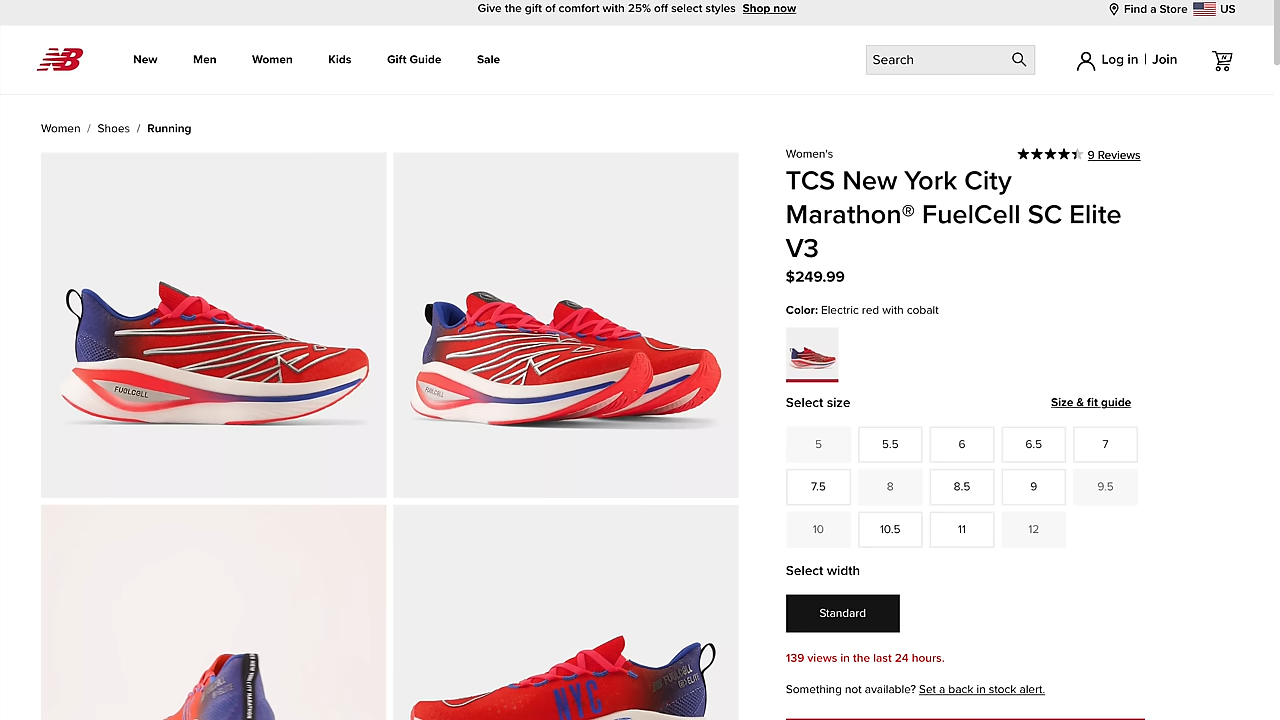 Give the gift of comfort with 25% off select styles Shop now
Find a Store US
NB
New Men Women Kids Gift Guide Sale
Search
Log in | Join
Women / Shoes / Running
Women's
9 Reviews
TCS New York City
Marathon® FuelCell SC Elite
V3
$249.99
Color: Electric red with cobalt
Select size
Size & fit guide
5 5.5 6 6.5 7
7.5 8 8.5 9 9.5
10 10.5 11 12
Select width
Standard
139 views in the last 24 hours.
Something not available? Set a back in stock alert.
FUELCELL
FUELCELL
FUELCELL
NYC